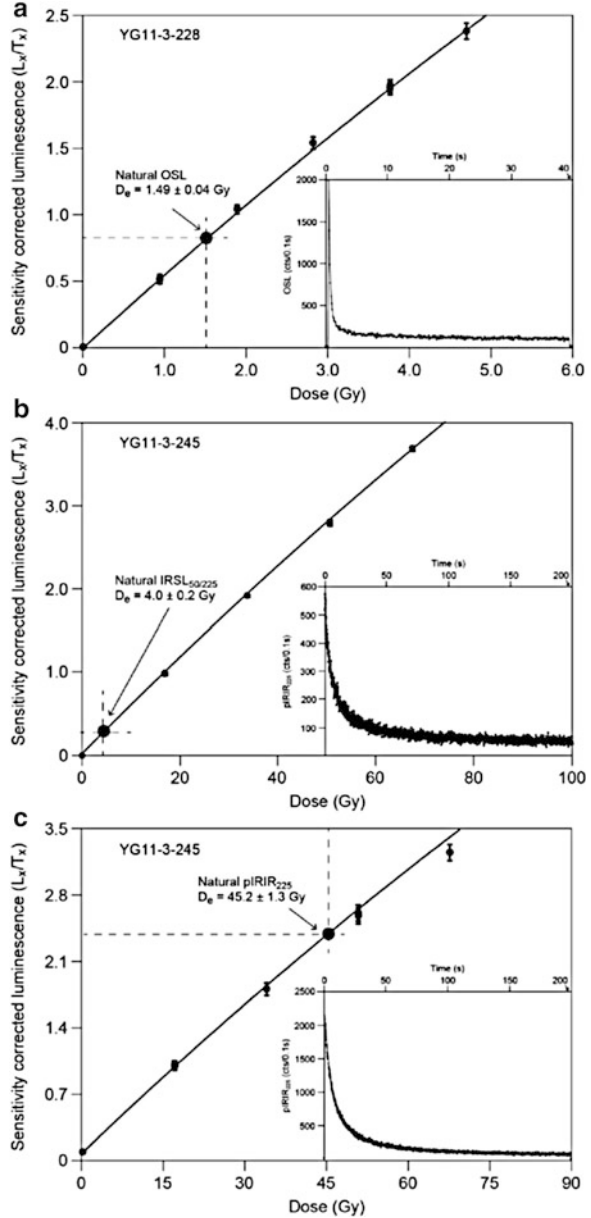 a
YG11-3-228
Sensitivity corrected luminescence (Lx/Tx)
2.5
2.0
1.5
1.0
0.5
0
Natural OSL
De = 1.49 ± 0.04 Gy
0 1.0 2.0 3.0 4.0 5.0 6.0
Dose (Gy)
Time (s)
0 10 20 30 40
OSL (cts/0.1s)
2000
1500
1000
500
b
YG11-3-245
Sensitivity corrected luminescence (Lx/Tx)
4.0
3.0
2.0
1.0
0
Natural IRSL50/225
De = 4.0 ± 0.2 Gy
0 20 40 60 80 100
Dose (Gy)
Time (s)
0 50 100 150 200
pIRIR225 (cts/0.1s)
600
500
400
300
200
100
c
YG11-3-245
Sensitivity corrected luminescence (Lx/Tx)
3.5
2.8
2.1
1.4
0.7
0
Natural pIRIR225
De = 45.2 ± 1.3 Gy
0 15 30 45 60 75 90
Dose (Gy)
Time (s)
0 50 100 150 200
pIRIR225 (cts/0.1s)
2500
2000
1500
1000
500